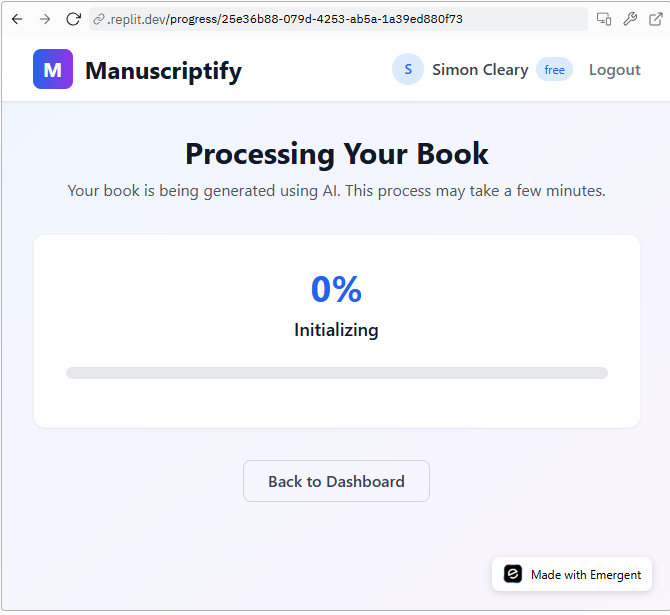 .replit.dev/progress/25e36b88-079d-4253-ab5a-1a39ed880f73
M Manuscriptify S Simon Cleary free Logout
Processing Your Book
Your book is being generated using AI. This process may take a few minutes.
0%
Initializing
Back to Dashboard
Made with Emergent